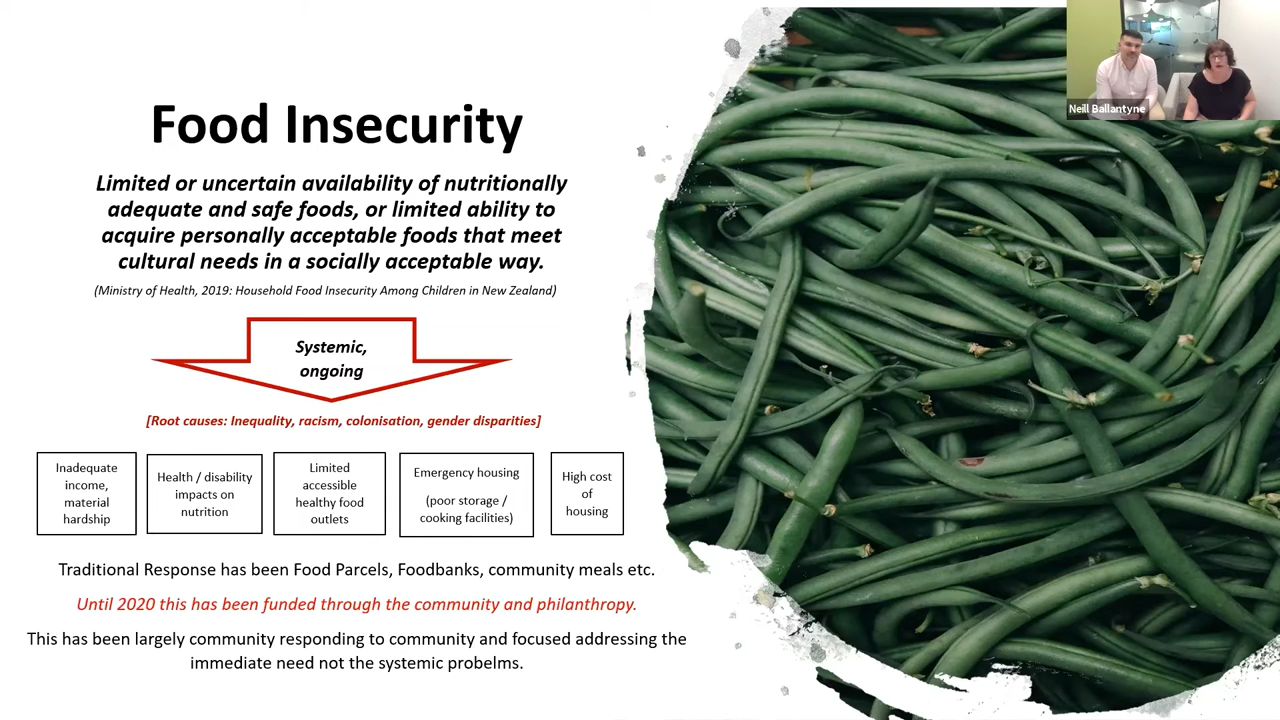 Food Insecurity
Limited or uncertain availability of nutritionally
adequate and safe foods, or limited ability to
acquire personally acceptable foods that meet
cultural needs in a socially acceptable way.
(Ministry of Health, 2019: Household Food Insecurity Among Children in New Zealand)
Systemic,
ongoing
[Root causes: Inequality, racism, colonisation, gender disparities]
Inadequate
income,
material
hardship
Health / disability
impacts on
nutrition
Limited
accessible
healthy food
outlets
Emergency housing
(poor storage /
cooking facilities)
High cost
of
housing
Traditional Response has been Food Parcels, Foodbanks, community meals etc.
Until 2020 this has been funded through the community and philanthropy.
This has been largely community responding to community and focused addressing the
immediate need not the systemic probelms.
Neill Ballantyne